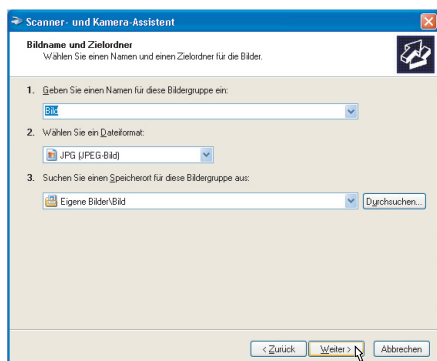 Scanner- und Kamera-Assistent
Bildname und Zielordner
Wählen Sie einen Namen und einen Zielordner für die Bilder.
1. Geben Sie einen Namen für diese Bildergruppe ein:
Bild
2. Wählen Sie ein Dateiformat:
JPG (JPEG-Bild)
3. Suchen Sie einen Speicherort für diese Bildergruppe aus:
Eigene Bilder\Bild
Durchsuchen...
< Zurück Weiter > Abbrechen